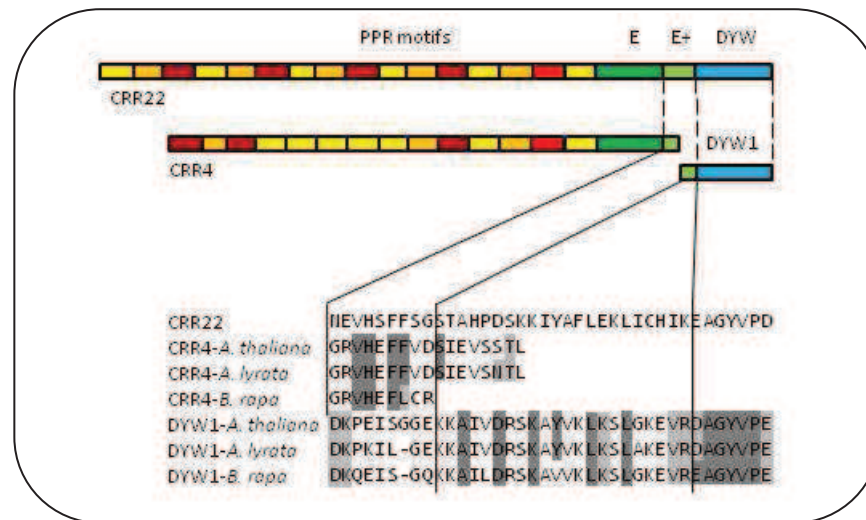 PPR motifs E E+ DYW
CRR22
DYW1
CRR4
CRR22 NEVHSFFSGSTAHPDSKKIYAFLEKLICHIKEAGYVPD
CRR4-A. thaliana GRVHEFFVDSIEVSSTL
CRR4-A. lyrata GRVHEFFVDSIEVSNTL
CRR4-B. rapa GRVHEFLCR
DYW1-A. thaliana DKPEISGGEKKAIVDRSKAYVKLKSLGKEVRDAGYVPE
DYW1-A. lyrata DKPKIL-GEKKAIVDRSKAYVKLKSLAKEVREAGYVPE
DYW1-B. rapa DKQEIS-GQKKAILDRSKAVVKLKSLGKEVREAGYVPE